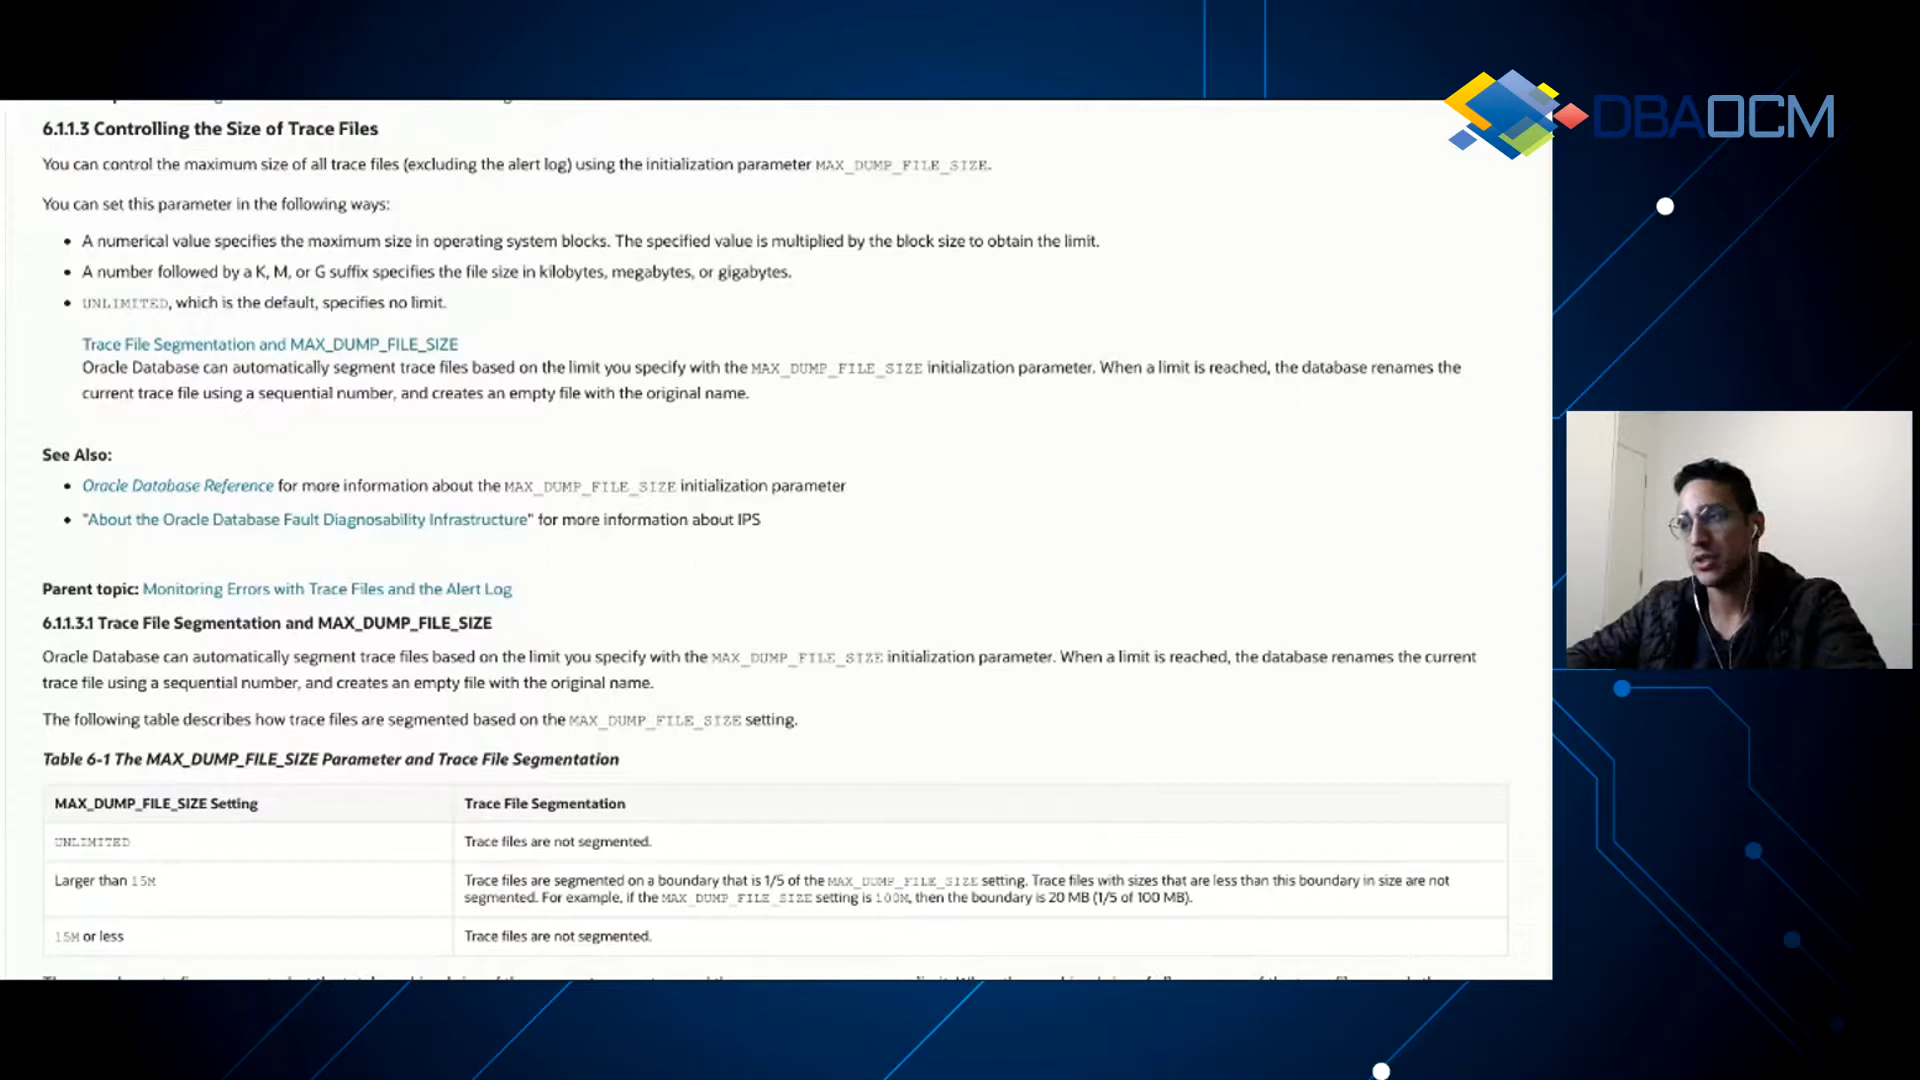 DBAOCM
6.1.1.3 Controlling the Size of Trace Files
You can control the maximum size of all trace files (excluding the alert log) using the initialization parameter MAX_DUMP_FILE_SIZE.
You can set this parameter in the following ways:
• A numerical value specifies the maximum size in operating system blocks. The specified value is multiplied by the block size to obtain the limit.
• A number followed by a K, M, or G suffix specifies the file size in kilobytes, megabytes, or gigabytes.
• UNLIMITED, which is the default, specifies no limit.
Trace File Segmentation and MAX_DUMP_FILE_SIZE
Oracle Database can automatically segment trace files based on the limit you specify with the MAX_DUMP_FILE_SIZE initialization parameter. When a limit is reached, the database renames the
current trace file using a sequential number, and creates an empty file with the original name.
See Also:
• Oracle Database Reference for more information about the MAX_DUMP_FILE_SIZE initialization parameter
• "About the Oracle Database Fault Diagnosability Infrastructure" for more information about IPS
Parent topic: Monitoring Errors with Trace Files and the Alert Log
6.1.1.3.1 Trace File Segmentation and MAX_DUMP_FILE_SIZE
Oracle Database can automatically segment trace files based on the limit you specify with the MAX_DUMP_FILE_SIZE initialization parameter. When a limit is reached, the database renames the current
trace file using a sequential number, and creates an empty file with the original name.
The following table describes how trace files are segmented based on the MAX_DUMP_FILE_SIZE setting.
Table 6-1 The MAX_DUMP_FILE_SIZE Parameter and Trace File Segmentation
MAX_DUMP_FILE_SIZE Setting Trace File Segmentation
UNLIMITED Trace files are not segmented.
Larger than 15M Trace files are segmented on a boundary that is 1/5 of the MAX_DUMP_FILE_SIZE setting. Trace files with sizes that are less than this boundary in size are not
segmented. For example, if the MAX_DUMP_FILE_SIZE setting is 100M, then the boundary is 20 MB (1/5 of 100 MB).
15M or less Trace files are not segmented.